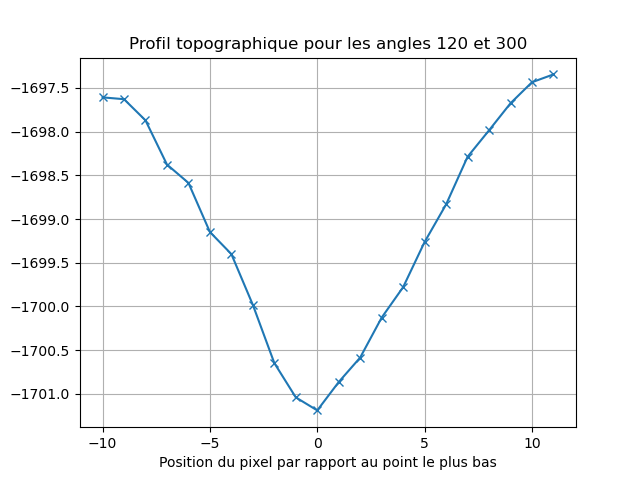 Profil topographique pour les angles 120 et 300
−1697.5
−1698.0
−1698.5
−1699.0
−1699.5
−1700.0
−1700.5
−1701.0
−10 −5 0 5 10
Position du pixel par rapport au point le plus bas